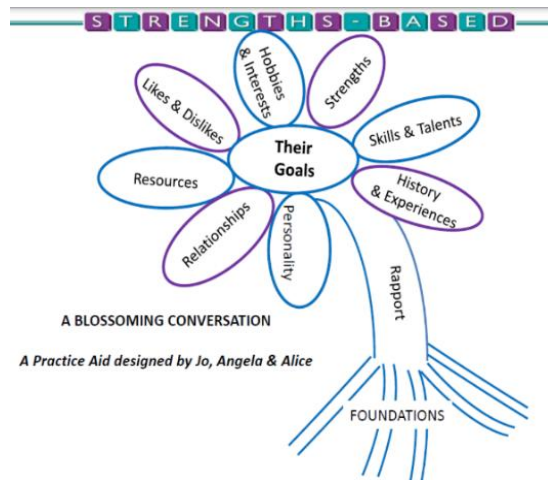 STRENGTHS-BASED
Hobbies
& Interests
Strengths
Likes & Dislikes
Skills & Talents
Their
Goals
Resources
History
& Experiences
Relationships
Personality
Rapport
A BLOSSOMING CONVERSATION
A Practice Aid designed by Jo, Angela & Alice
FOUNDATIONS